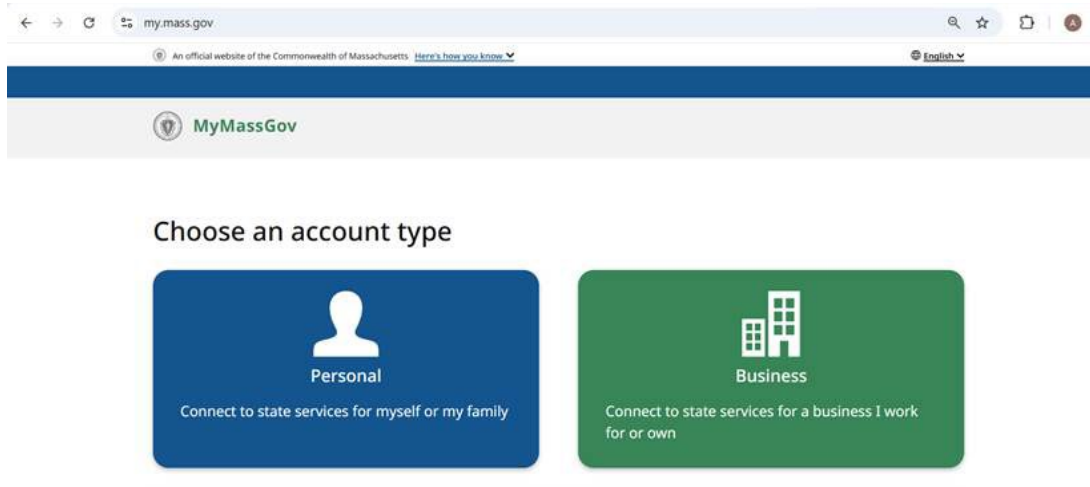 my.mass.gov
An official website of the Commonwealth of Massachusetts Here's how you know
English
MyMassGov
Choose an account type
Personal
Connect to state services for myself or my family
Business
Connect to state services for a business I work
for or own
A